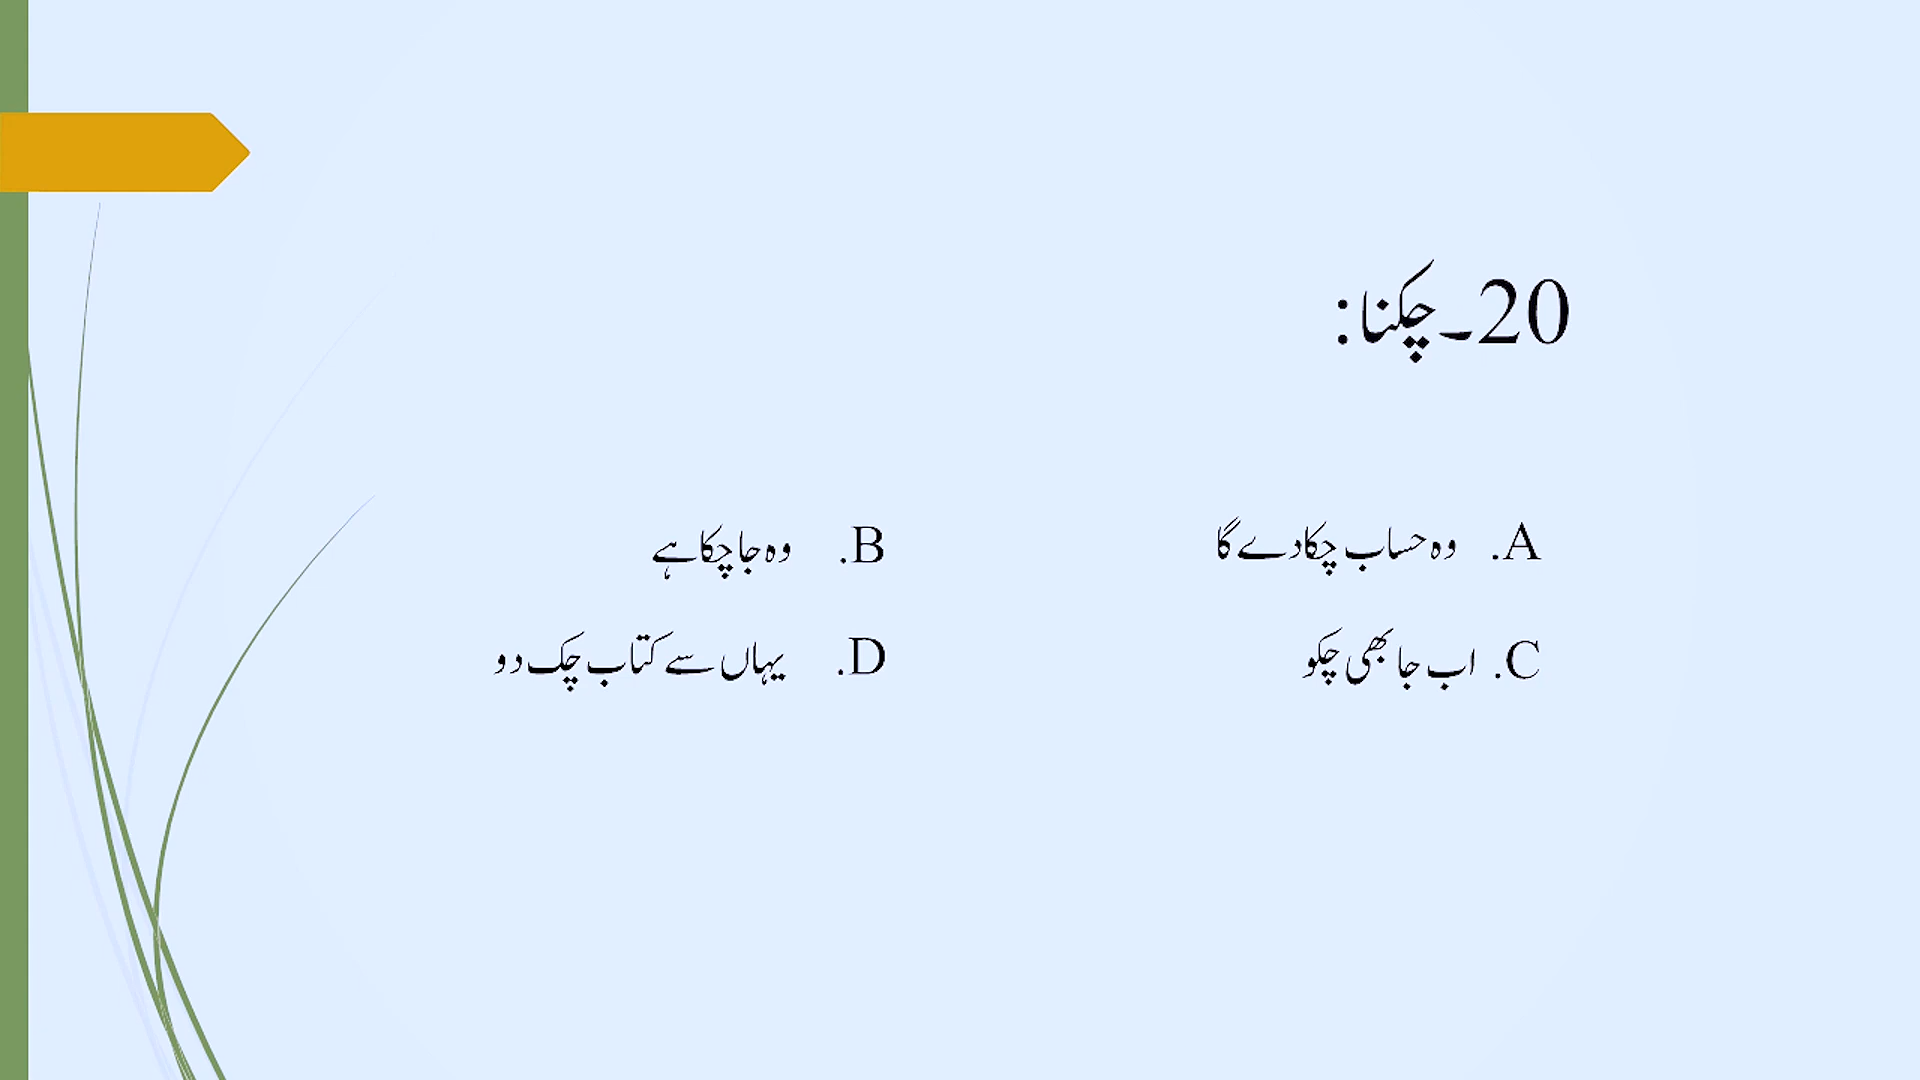 20۔چکنا:
A. وہ حساب چکا دے گا
B. وہ جا چکا ہے
C. اب جا بھی چکو
D. یہاں سے کتاب چک دو